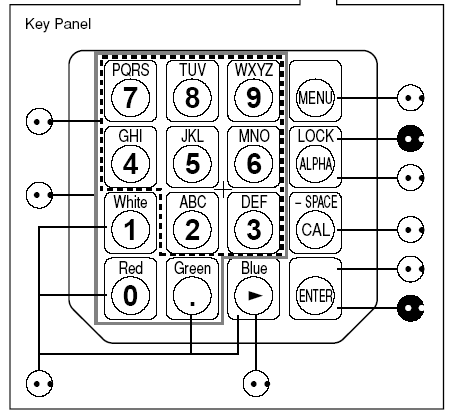 Key Panel
PQRS TUV WXYZ
7 8 9 MENU
GHI JKL MNO LOCK
4 5 6 ALPHA
White ABC DEF – SPACE
1 2 3 CAL
Red Green Blue
0 . ► ENTER